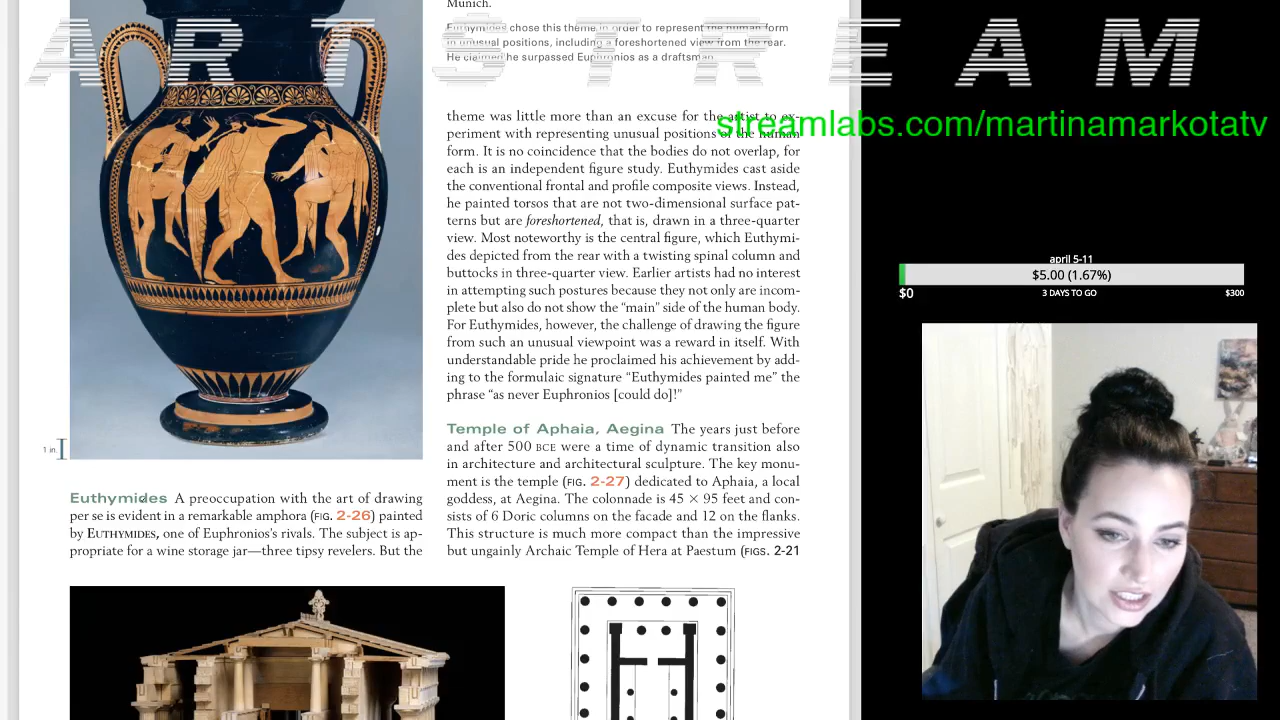 ARTSTREAM
Munich.
Euthymides chose this theme in order to represent the human form
in unusual positions, including a foreshortened view from the rear.
He claimed he surpassed Euphronios as a draftsman.
streamlabs.com/martinamarkotatv
theme was little more than an excuse for the artist to ex-
periment with representing unusual positions of the human
form. It is no coincidence that the bodies do not overlap, for
each is an independent figure study. Euthymides cast aside
the conventional frontal and profile composite views. Instead,
he painted torsos that are not two-dimensional surface pat-
terns but are foreshortened, that is, drawn in a three-quarter
view. Most noteworthy is the central figure, which Euthymi-
des depicted from the rear with a twisting spinal column and
buttocks in three-quarter view. Earlier artists had no interest
in attempting such postures because they not only are incom-
plete but also do not show the “main” side of the human body.
For Euthymides, however, the challenge of drawing the figure
from such an unusual viewpoint was a reward in itself. With
understandable pride he proclaimed his achievement by add-
ing to the formulaic signature “Euthymides painted me” the
phrase “as never Euphronios [could do]!”
Temple of Aphaia, Aegina The years just before
and after 500 BCE were a time of dynamic transition also
in architecture and architectural sculpture. The key monu-
ment is the temple (FIG. 2-27) dedicated to Aphaia, a local
goddess, at Aegina. The colonnade is 45 × 95 feet and con-
sists of 6 Doric columns on the facade and 12 on the flanks.
This structure is much more compact than the impressive
but ungainly Archaic Temple of Hera at Paestum (FIGS. 2-21
1 in.
Euthymides A preoccupation with the art of drawing
per se is evident in a remarkable amphora (FIG. 2-26) painted
by EUTHYMIDES, one of Euphronios's rivals. The subject is ap-
propriate for a wine storage jar—three tipsy revelers. But the
april 5-11
$5.00 (1.67%)
$0 3 DAYS TO GO $300